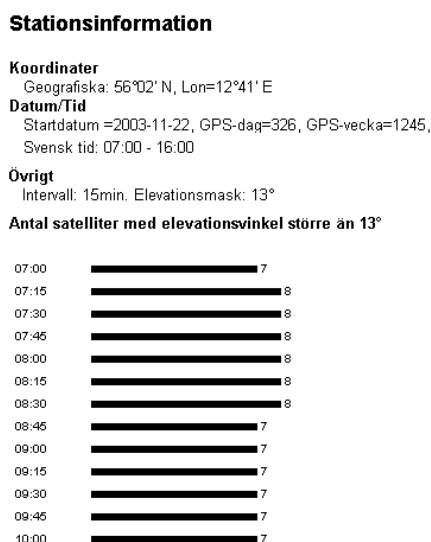 Stationsinformation
Koordinater
Geografiska: 56°02' N, Lon=12°41' E
Datum/Tid
Startdatum =2003-11-22, GPS-dag=326, GPS-vecka=1245,
Svensk tid: 07:00 - 16:00
Övrigt
Intervall: 15min. Elevationsmask: 13°
Antal satelliter med elevationsvinkel större än 13°
07:00 7
07:15 8
07:30 8
07:45 8
08:00 8
08:15 8
08:30 8
08:45 7
09:00 7
09:15 7
09:30 7
09:45 7
10:00 7